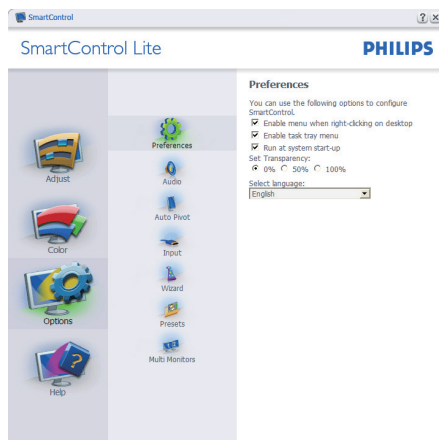 SmartControl
SmartControl Lite
PHILIPS
Adjust
Color
Options
Help
Preferences
Audio
Auto Pivot
Input
Wizard
Presets
Multi Monitors
Preferences
You can use the following options to configure
SmartControl.
Enable menu when right-clicking on desktop
Enable task tray menu
Run at system start-up
Set Transparency:
0% 50% 100%
Select language:
English